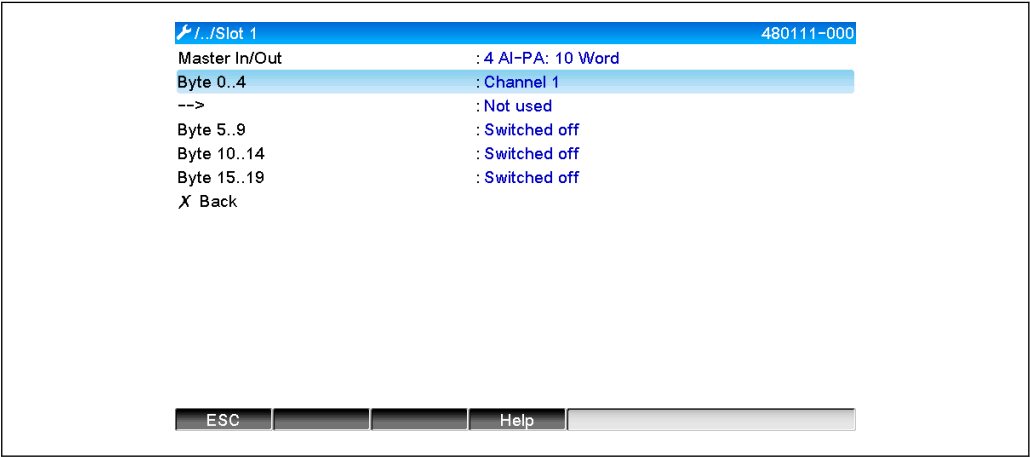 /../Slot 1 480111-000
Master In/Out : 4 AI-PA: 10 Word
Byte 0..4 : Channel 1
--> : Not used
Byte 5..9 : Switched off
Byte 10..14 : Switched off
Byte 15..19 : Switched off
X Back
ESC Help